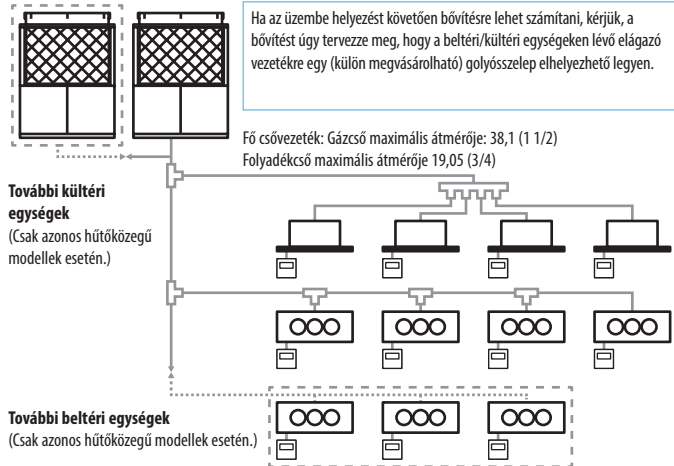 Ha az üzembe helyezést követően bővítésre lehet számítani, kérjük, a
bővítést úgy tervezze meg, hogy a beltéri/kültéri egységeken lévő elágazó
vezetékre egy (külön megvásárolható) golyósszelep elhelyezhető legyen.
Fő csővezeték: Gázcső maximális átmérője: 38,1 (1 1/2)
Folyadékcső maximális átmérője 19,05 (3/4)
További kültéri
egységek
(Csak azonos hűtőközegű
modellek esetén.)
További beltéri egységek
(Csak azonos hűtőközegű modellek esetén.)